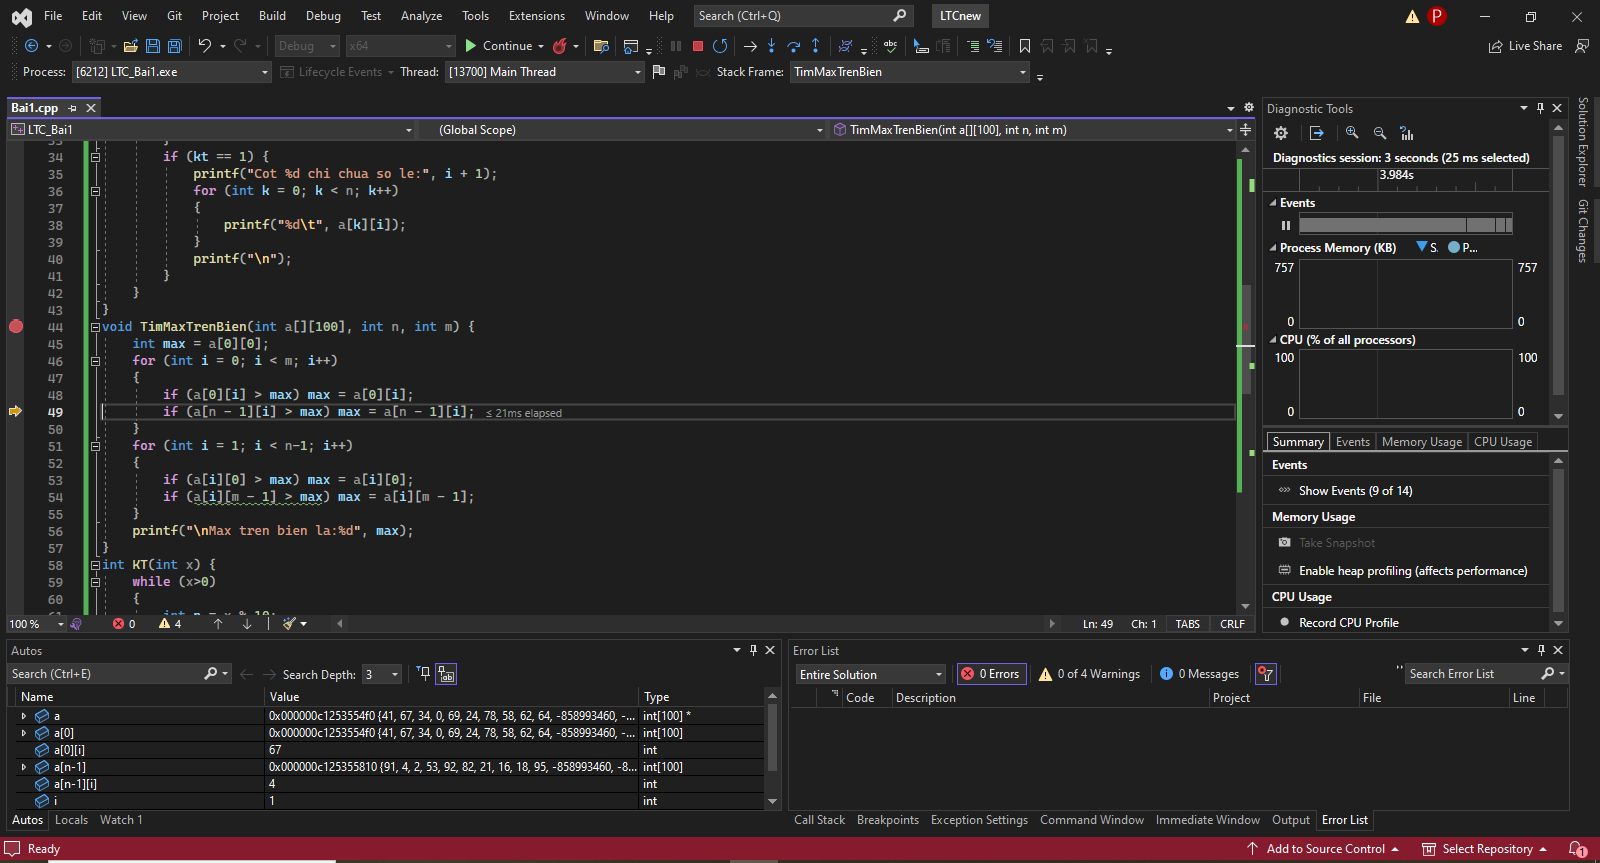 File Edit View Git Project Build Debug Test Analyze Tools Extensions Window Help Search (Ctrl+Q) LTCnew P
Debug x64 Continue Live Share
Process: [6212] LTC_Bai1.exe Lifecycle Events Thread: [13700] Main Thread Stack Frame: TimMaxTrenBien
Bai1.cpp
LTC_Bai1 (Global Scope) TimMaxTrenBien(int a[][100], int n, int m)
33 }
34 if (kt == 1) {
35 printf("Cot %d chi chua so le:", i + 1);
36 for (int k = 0; k < n; k++)
37 {
38 printf("%d\t", a[k][i]);
39 }
40 printf("\n");
41 }
42 }
43 }
44 void TimMaxTrenBien(int a[][100], int n, int m) {
45 int max = a[0][0];
46 for (int i = 0; i < m; i++)
47 {
48 if (a[0][i] > max) max = a[0][i];
49 if (a[n - 1][i] > max) max = a[n - 1][i]; ≤ 21ms elapsed
50 }
51 for (int i = 1; i < n-1; i++)
52 {
53 if (a[i][0] > max) max = a[i][0];
54 if (a[i][m - 1] > max) max = a[i][m - 1];
55 }
56 printf("\nMax tren bien la:%d", max);
57 }
58 int KT(int x) {
59 while (x>0)
60 {
61 int n = x % 10;
100 % 0 4 Ln: 49 Ch: 1 TABS CRLF
Diagnostic Tools
Diagnostics session: 3 seconds (25 ms selected)
3.984s
Events
Process Memory (KB) S. P...
757 757
0 0
CPU (% of all processors)
100 100
0 0
Summary Events Memory Usage CPU Usage
Events
Show Events (9 of 14)
Memory Usage
Take Snapshot
Enable heap profiling (affects performance)
CPU Usage
Record CPU Profile
Solution Explorer
Git Changes
Autos
Search (Ctrl+E) Search Depth: 3
Name Value Type
a 0x000000c1253554f0 {41, 67, 34, 0, 69, 24, 78, 58, 62, 64, -858993460, -... int[100] *
a[0] 0x000000c1253554f0 {41, 67, 34, 0, 69, 24, 78, 58, 62, 64, -858993460, -... int[100]
a[0][i] 67 int
a[n-1] 0x000000c125355810 {91, 4, 2, 53, 92, 82, 21, 16, 18, 95, -858993460, -8... int[100]
a[n-1][i] 4 int
i 1 int
Autos Locals Watch 1
Error List
Entire Solution 0 Errors 0 of 4 Warnings 0 Messages Search Error List
Code Description Project File Line
Call Stack Breakpoints Exception Settings Command Window Immediate Window Output Error List
Ready Add to Source Control Select Repository 1